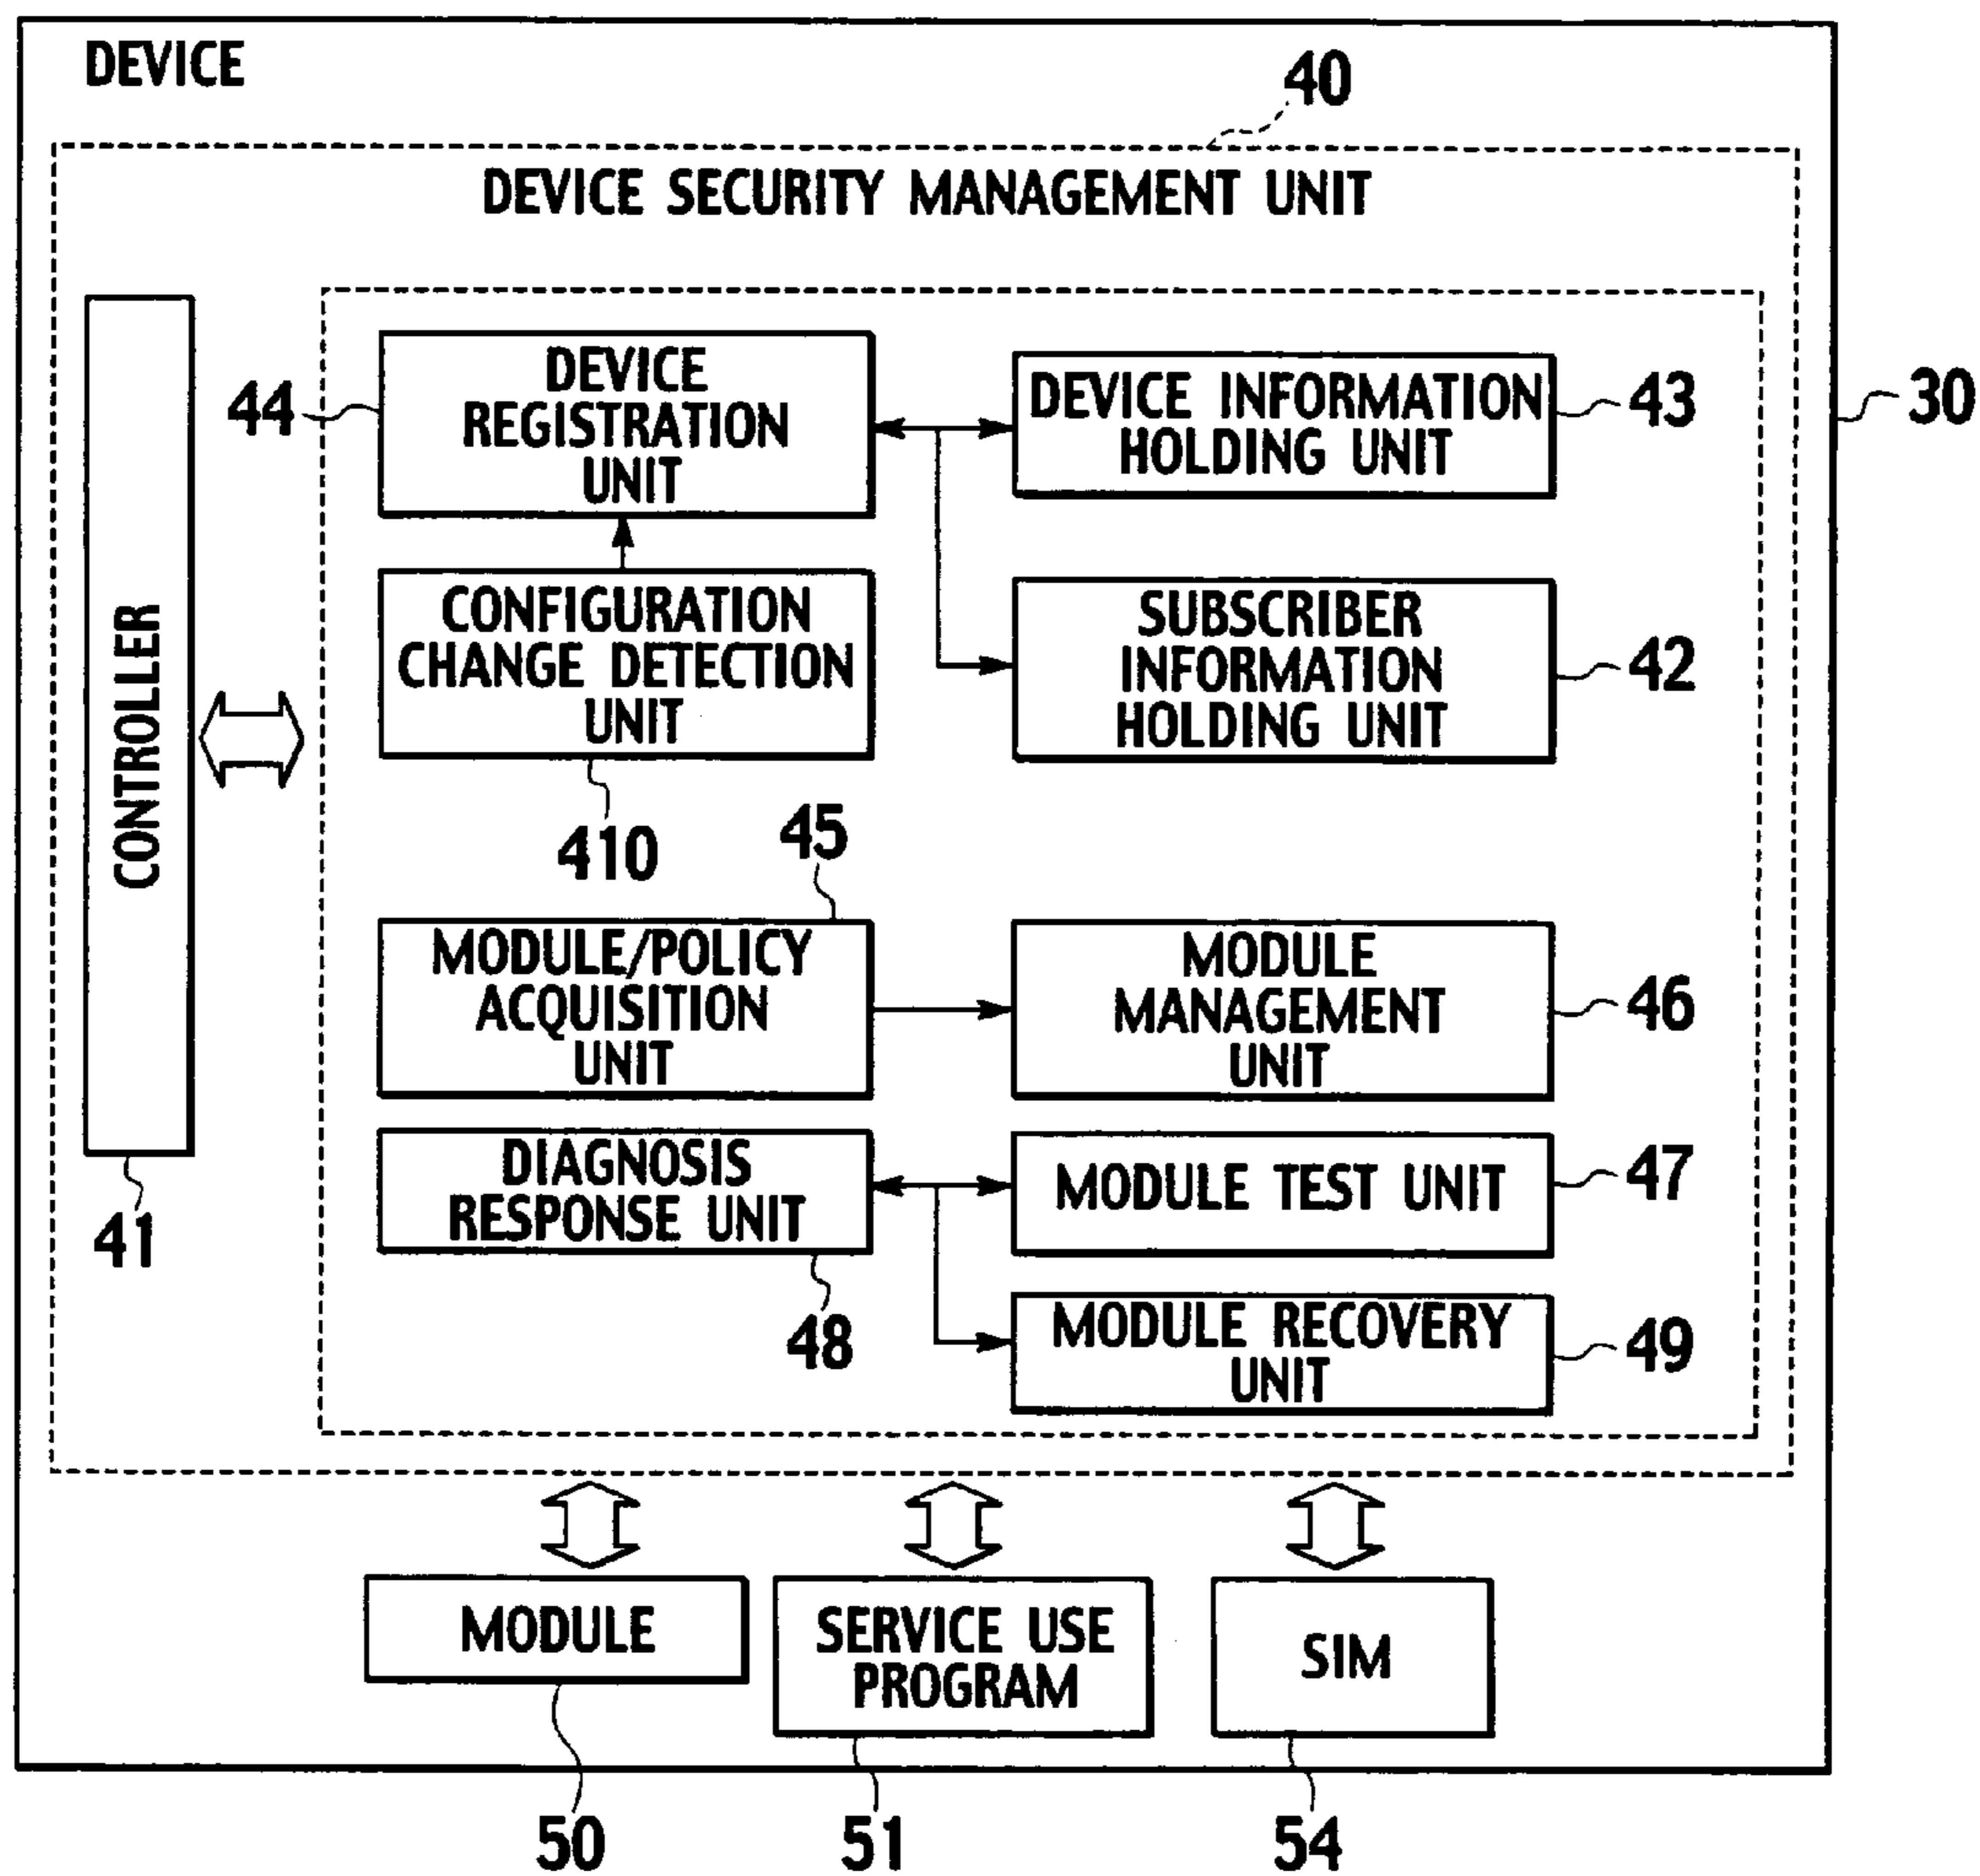 DEVICE
40
DEVICE SECURITY MANAGEMENT UNIT
44
DEVICE
REGISTRATION
UNIT
DEVICE INFORMATION
HOLDING UNIT
43
30
CONFIGURATION
CHANGE DETECTION
UNIT
410
SUBSCRIBER
INFORMATION
HOLDING UNIT
42
CONTROLLER
41
45
MODULE/POLICY
ACQUISITION
UNIT
MODULE
MANAGEMENT
UNIT
46
DIAGNOSIS
RESPONSE UNIT
48
MODULE TEST UNIT
47
MODULE RECOVERY
UNIT
49
MODULE
SERVICE USE
PROGRAM
SIM
50
51
54